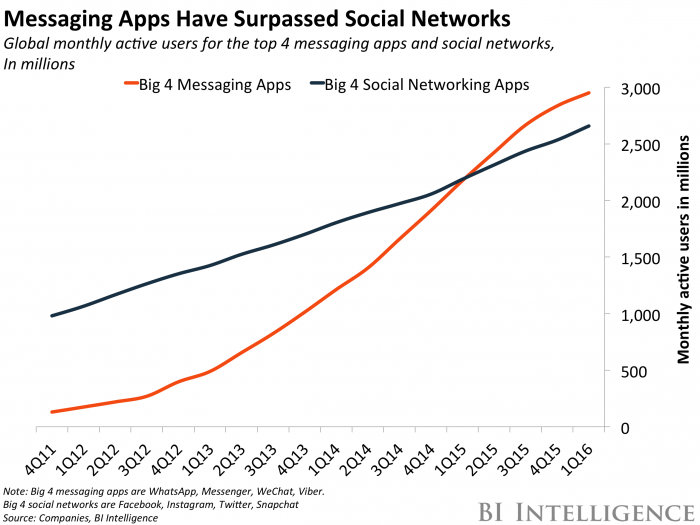 Messaging Apps Have Surpassed Social Networks
Global monthly active users for the top 4 messaging apps and social networks,
In millions
Big 4 Messaging Apps
Big 4 Social Networking Apps
3,000
2,500
2,000
1,500
1,000
500
0
Monthly active users in millions
4Q11
1Q12
2Q12
3Q12
4Q12
1Q13
2Q13
3Q13
4Q13
1Q14
2Q14
3Q14
4Q14
1Q15
2Q15
3Q15
4Q15
1Q16
Note: Big 4 messaging apps are WhatsApp, Messenger, WeChat, Viber.
Big 4 social networks are Facebook, Instagram, Twitter, Snapchat
Source: Companies, BI Intelligence
BI INTELLIGENCE